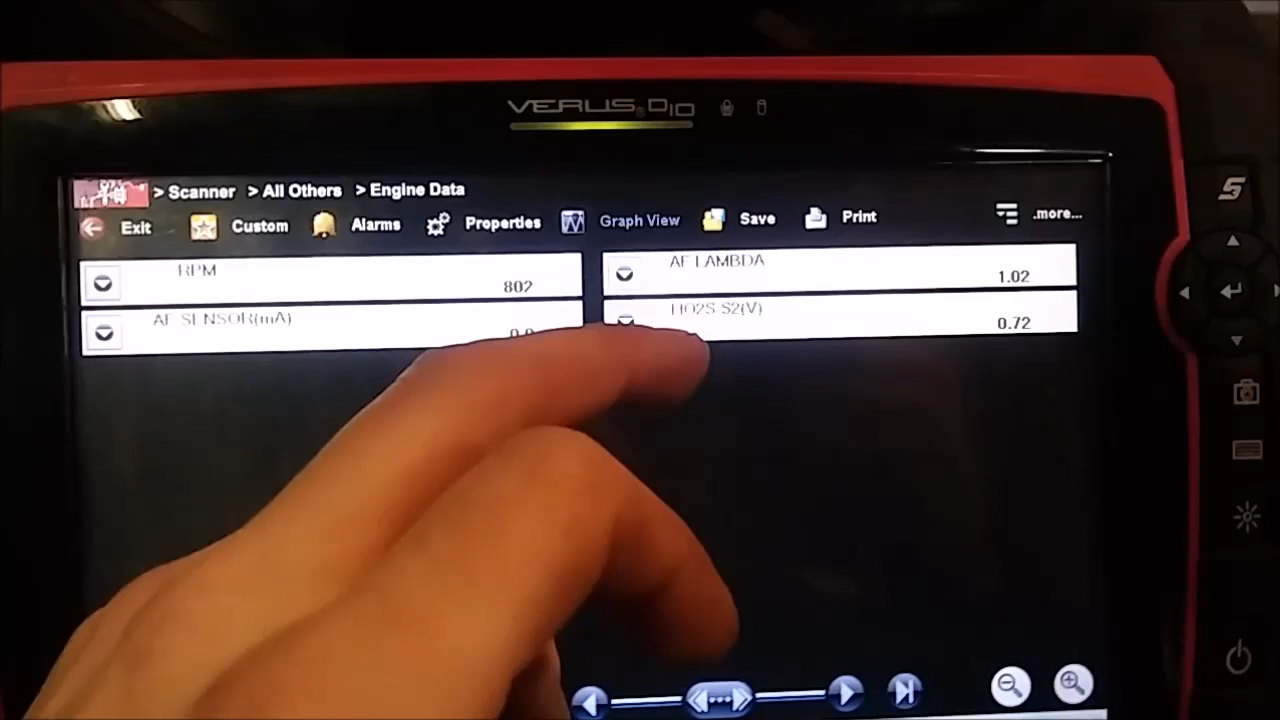 VERUS D10
> Scanner > All Others > Engine Data
Exit Custom Alarms Properties Graph View Save Print .more...
RPM
802
AF LAMBDA
1.02
AF SENSOR(mA)
HO2S S2(V)
0.72